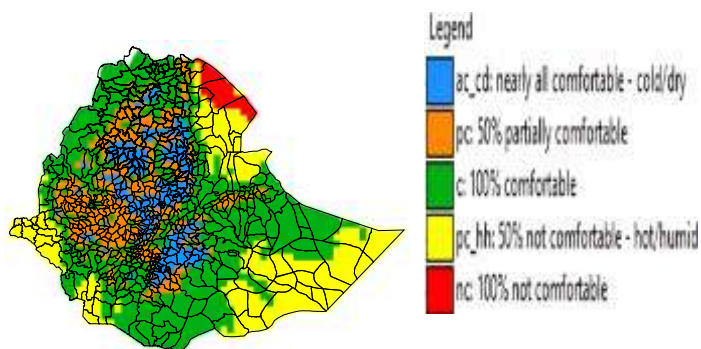 Legend
ac_cd: nearly all comfortable - cold/dry
pc: 50% partially comfortable
c: 100% comfortable
pc_hh: 50% not comfortable - hot/humid
nc: 100% not comfortable